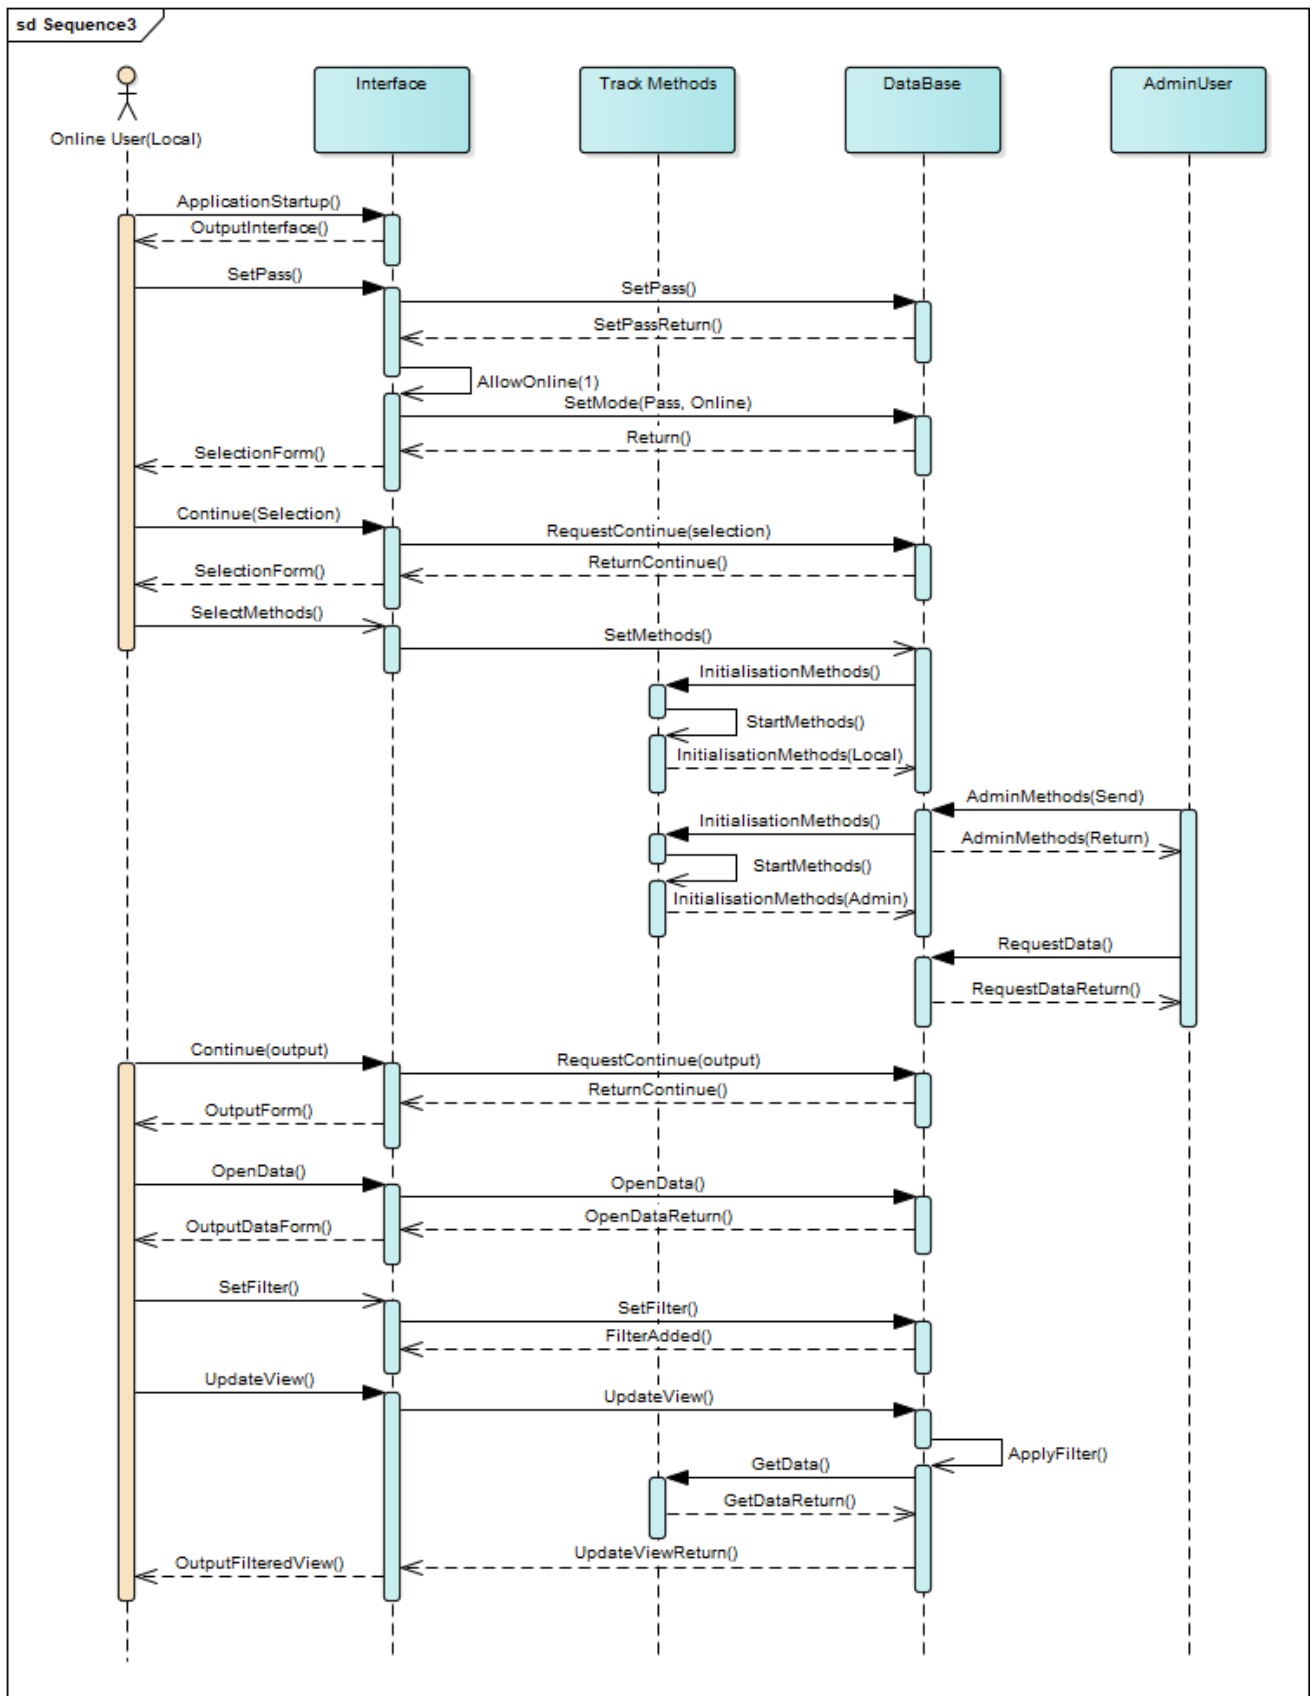 sd Sequence3
Online User(Local)
Interface
Track Methods
DataBase
AdminUser
ApplicationStartup()
OutputInterface()
SetPass()
SetPass()
SetPassReturn()
AllowOnline(1)
SetMode(Pass, Online)
Return()
SelectionForm()
Continue(Selection)
RequestContinue(selection)
ReturnContinue()
SelectionForm()
SelectMethods()
SetMethods()
InitialisationMethods()
StartMethods()
InitialisationMethods(Local)
AdminMethods(Send)
InitialisationMethods()
AdminMethods(Return)
StartMethods()
InitialisationMethods(Admin)
RequestData()
RequestDataReturn()
Continue(output)
RequestContinue(output)
ReturnContinue()
OutputForm()
OpenData()
OpenData()
OpenDataReturn()
OutputDataForm()
SetFilter()
SetFilter()
FilterAdded()
UpdateView()
UpdateView()
ApplyFilter()
GetData()
GetDataReturn()
UpdateViewReturn()
OutputFilteredView()